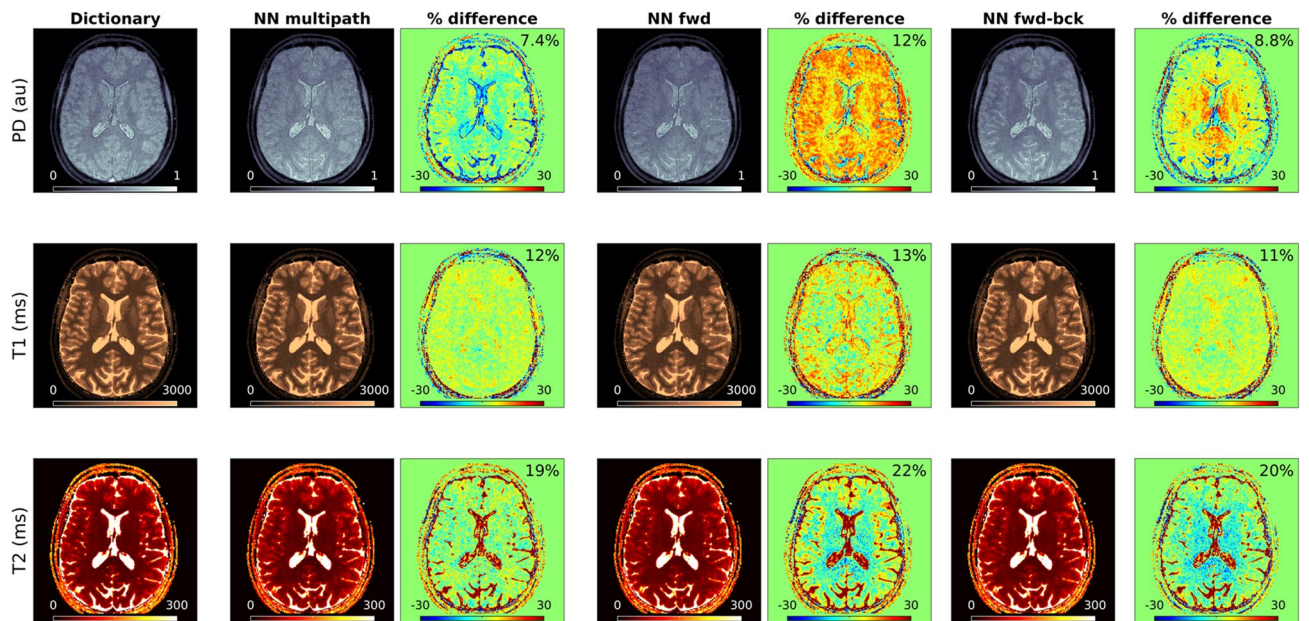 Dictionary NN multipath % difference NN fwd % difference NN fwd-bck % difference
PD (au)
7.4% 12% 8.8%
0 1 0 1 -30 30 0 1 -30 30 0 1 -30 30
T1 (ms)
12% 13% 11%
0 3000 0 3000 -30 30 0 3000 -30 30 0 3000 -30 30
T2 (ms)
19% 22% 20%
0 300 0 300 -30 30 0 300 -30 30 0 300 -30 30